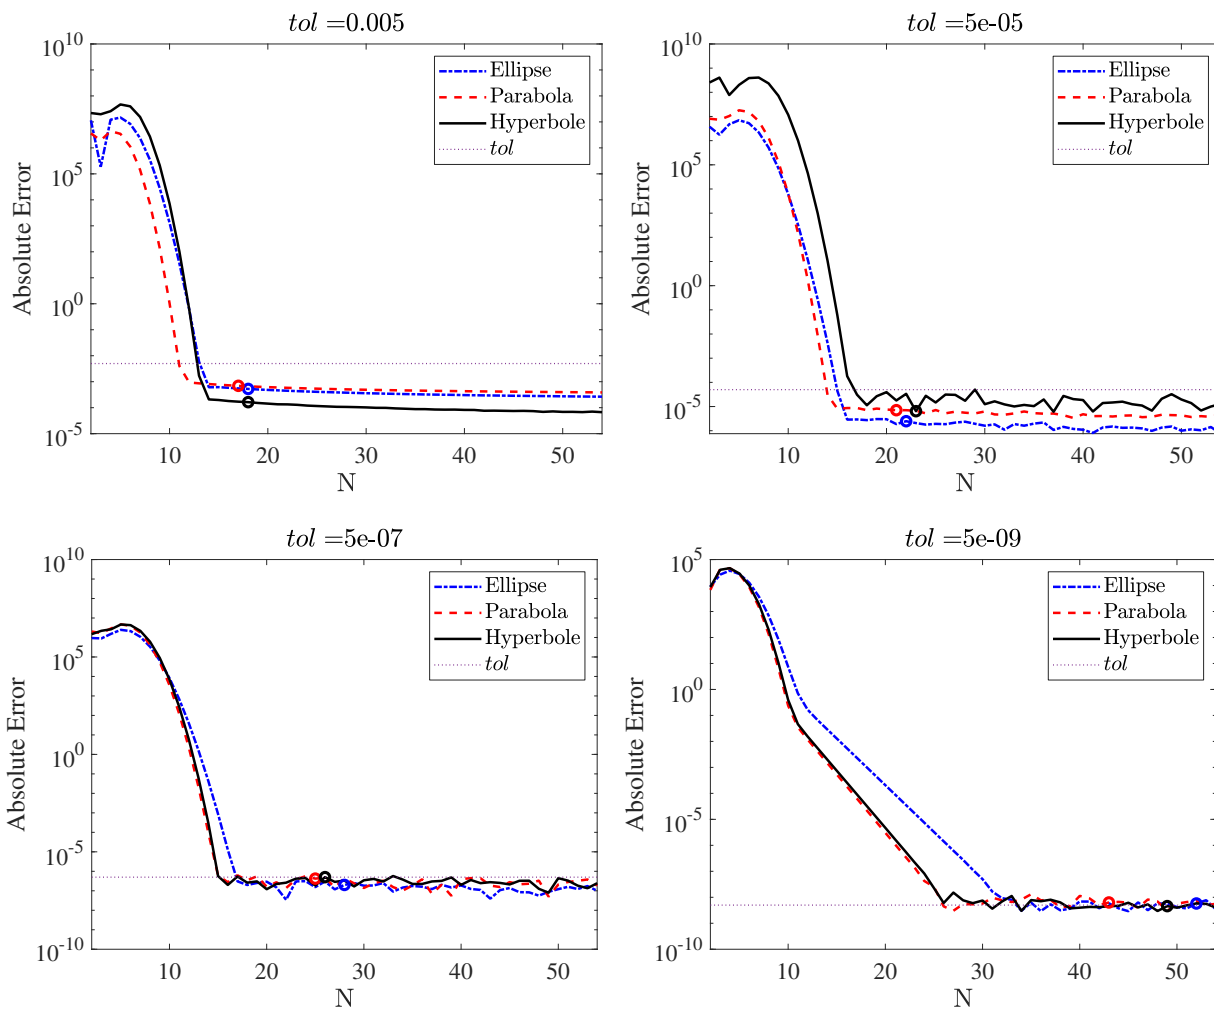 tol =0.005
10^10
10^5
10^0
10^-5
Absolute Error
10 20 30 40 50
N
Ellipse
Parabola
Hyperbole
tol
tol =5e-05
10^10
10^5
10^0
10^-5
Absolute Error
10 20 30 40 50
N
Ellipse
Parabola
Hyperbole
tol
tol =5e-07
10^10
10^5
10^0
10^-5
10^-10
Absolute Error
10 20 30 40 50
N
Ellipse
Parabola
Hyperbole
tol
tol =5e-09
10^5
10^0
10^-5
10^-10
Absolute Error
10 20 30 40 50
N
Ellipse
Parabola
Hyperbole
tol